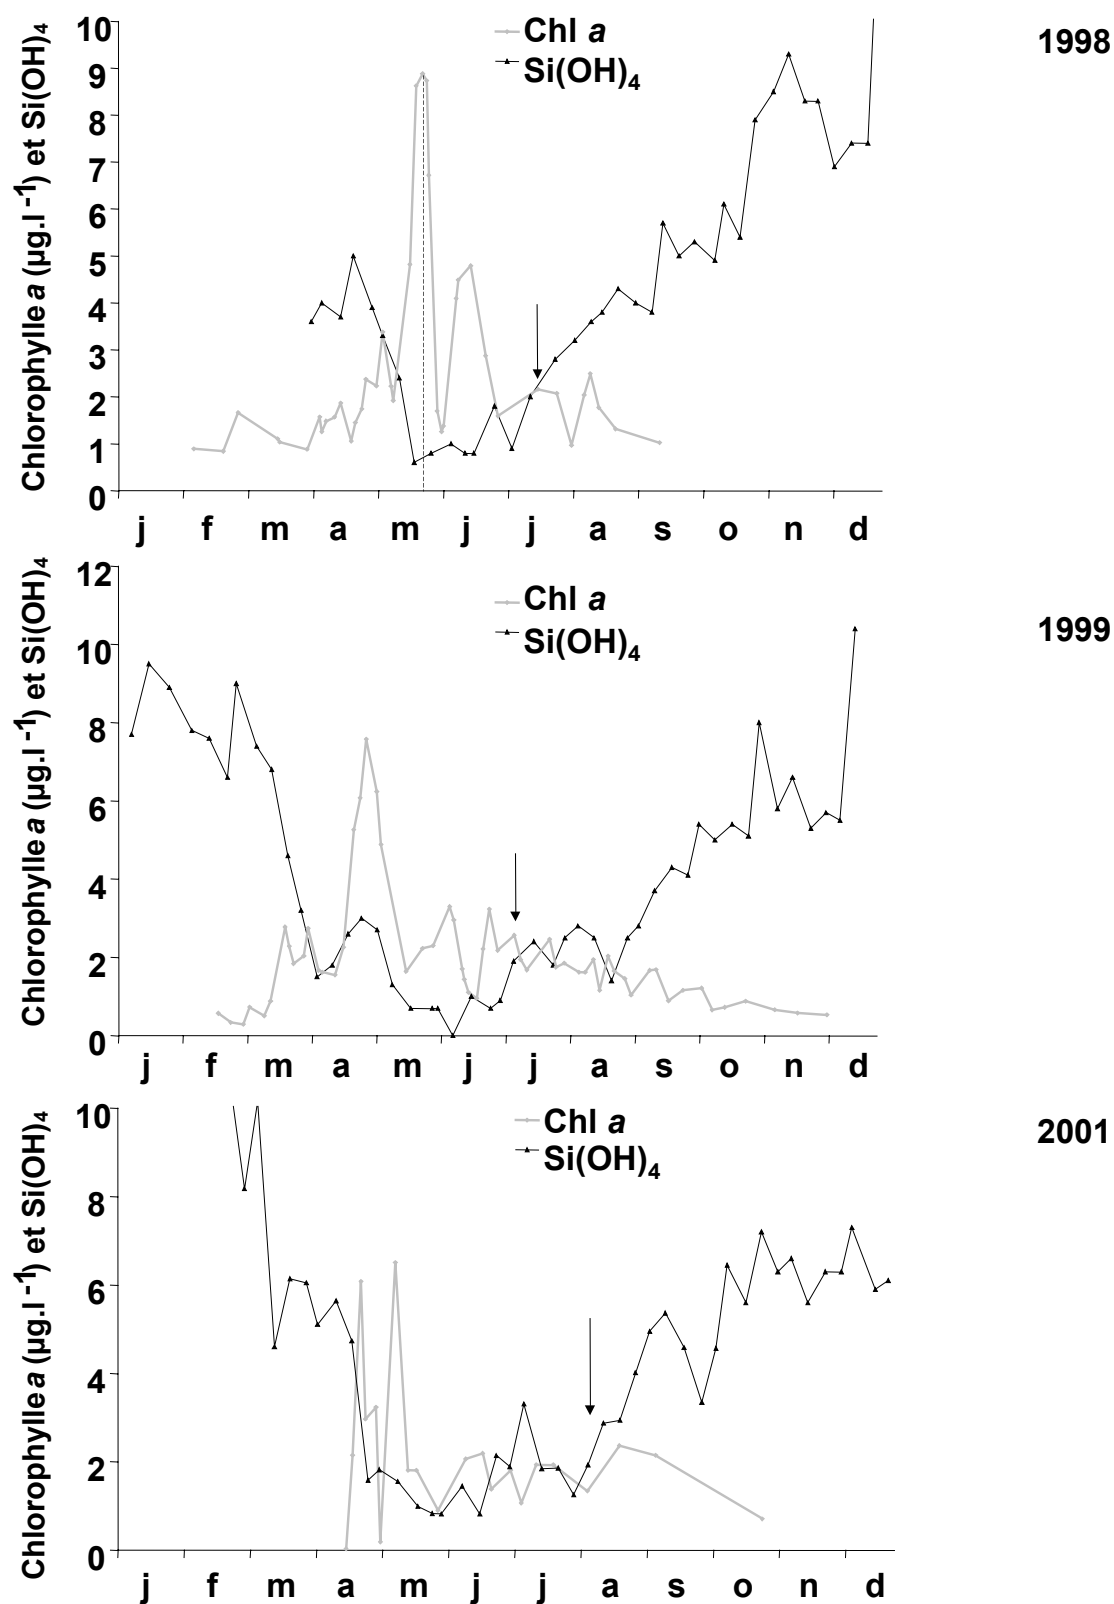 1998
Chlorophylle a (µg.l⁻¹) et Si(OH)₄
Chl a
Si(OH)₄
10
9
8
7
6
5
4
3
2
1
0
j f m a m j j a s o n d
1999
Chlorophylle a (µg.l⁻¹) et Si(OH)₄
Chl a
Si(OH)₄
12
10
8
6
4
2
0
j f m a m j j a s o n d
2001
Chlorophylle a (µg.l⁻¹) et Si(OH)₄
Chl a
Si(OH)₄
10
8
6
4
2
0
j f m a m j j a s o n d